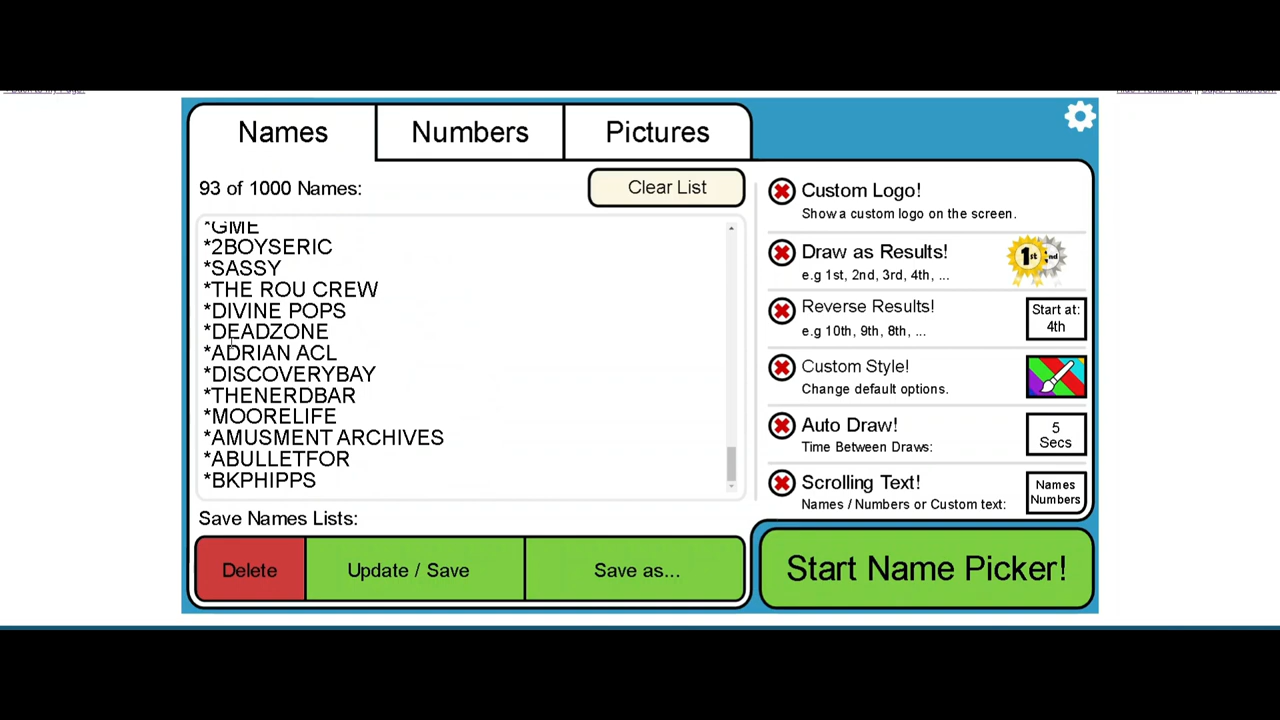 Names
Numbers
Pictures
93 of 1000 Names:
Clear List
*GME
*2BOYSERIC
*SASSY
*THE ROU CREW
*DIVINE POPS
*DEADZONE
*ADRIAN ACL
*DISCOVERYBAY
*THENERDBAR
*MOORELIFE
*AMUSMENT ARCHIVES
*ABULLETFOR
*BKPHIPPS
Save Names Lists:
Delete
Update / Save
Save as...
Custom Logo!
Show a custom logo on the screen.
Draw as Results!
e.g 1st, 2nd, 3rd, 4th, ...
1st
Reverse Results!
e.g 10th, 9th, 8th, ...
Start at:
4th
Custom Style!
Change default options.
Auto Draw!
Time Between Draws:
5
Secs
Scrolling Text!
Names / Numbers or Custom text:
Names
Numbers
Start Name Picker!